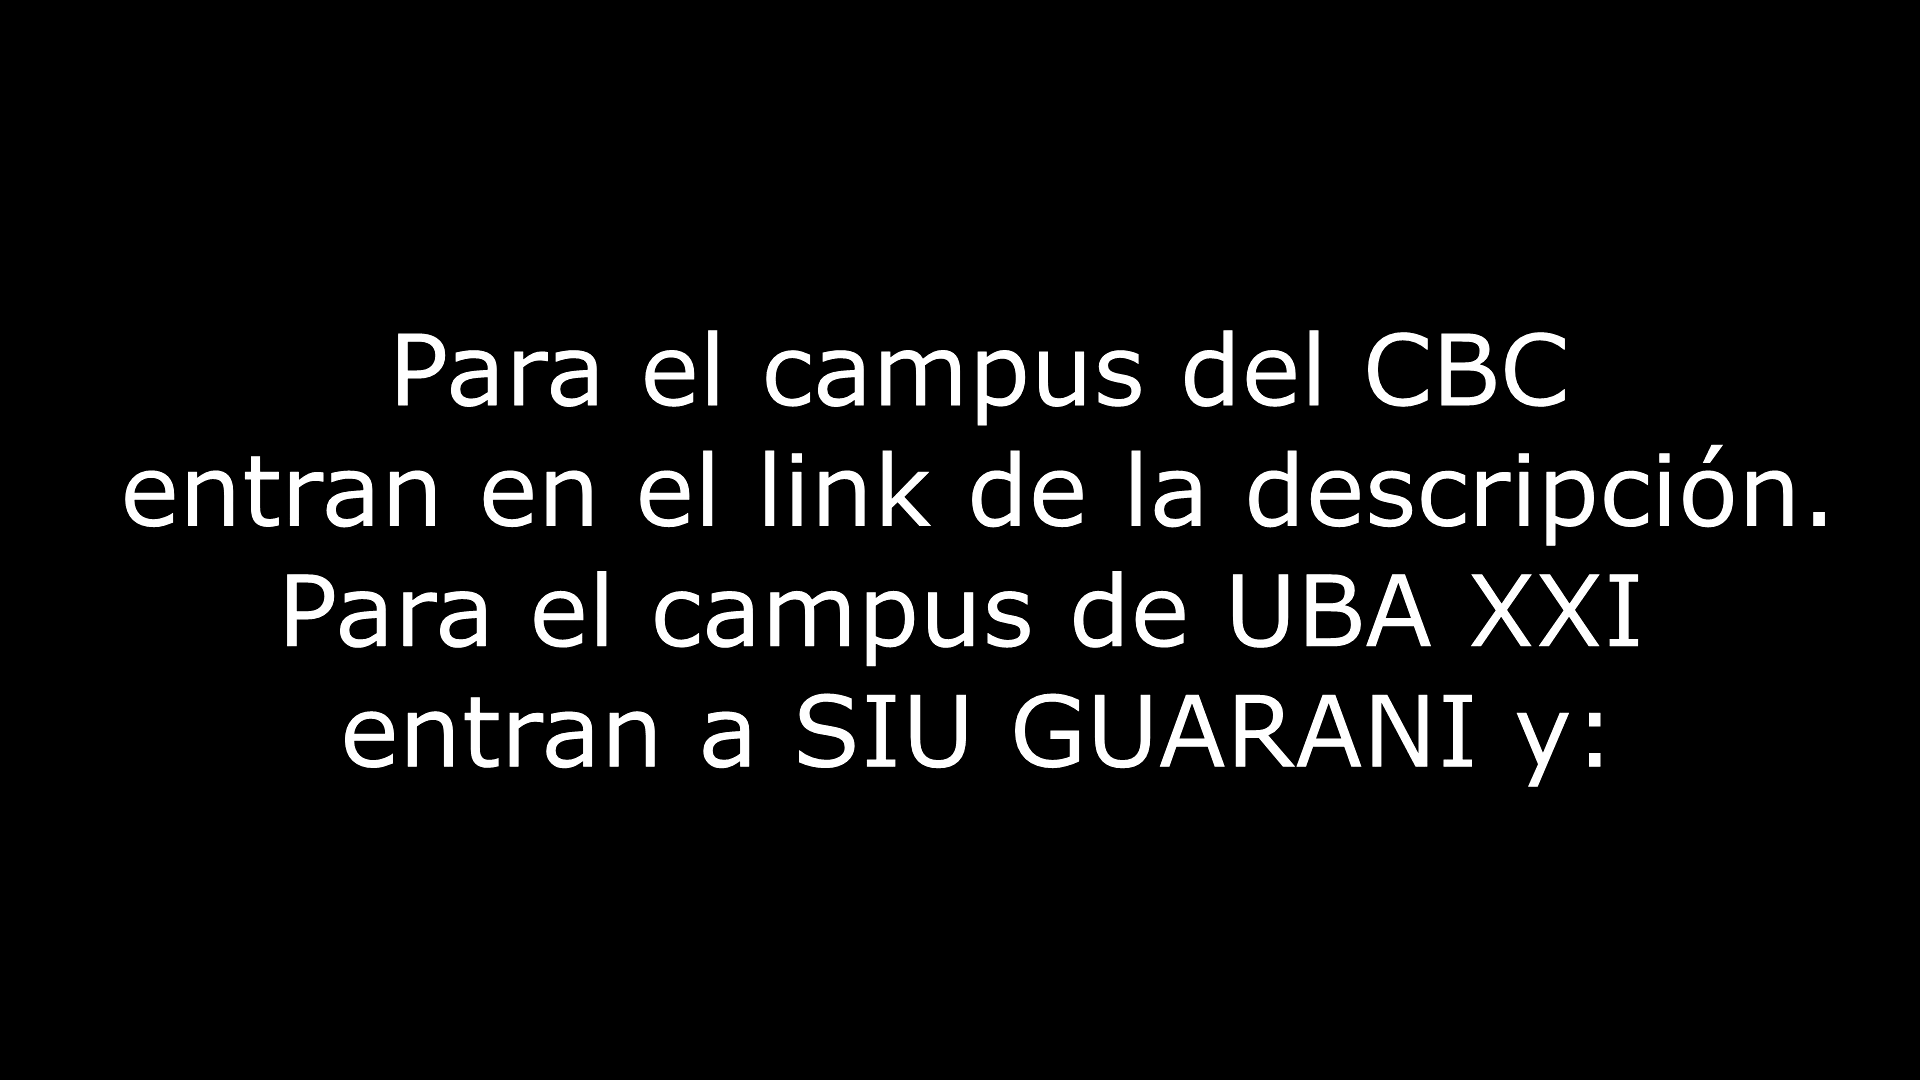 Para el campus del CBC
entran en el link de la descripción.
Para el campus de UBA XXI
entran a SIU GUARANI y: